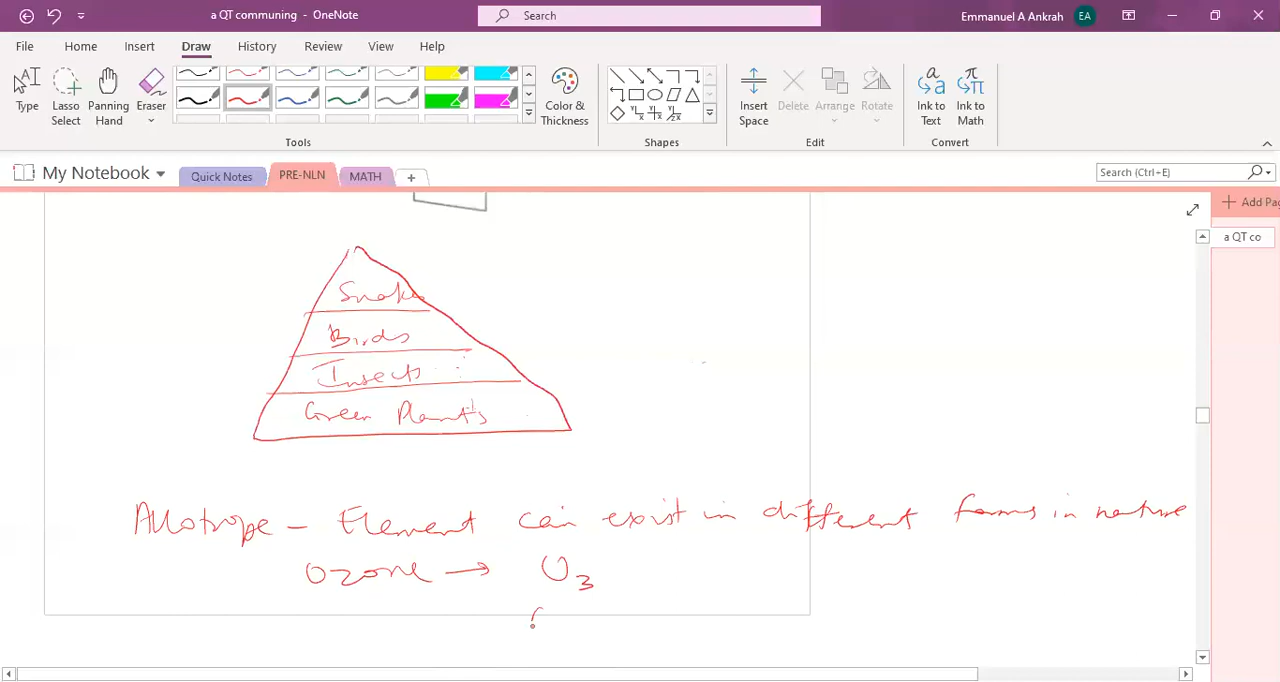 a QT communing - OneNote
Search
Emmanuel A Ankrah
EA
File Home Insert Draw History Review View Help
Type
Lasso Select
Panning Hand
Eraser
Color & Thickness
Insert Space
Delete
Arrange
Rotate
Ink to Text
Ink to Math
Tools
Shapes
Edit
Convert
My Notebook
Quick Notes
PRE-NLN
MATH
+
Search (Ctrl+E)
Add Pag
a QT co
Snake
Birds
Insects
Green Plants
Allotrope - Element can exist in different forms in nature
Ozone → O3